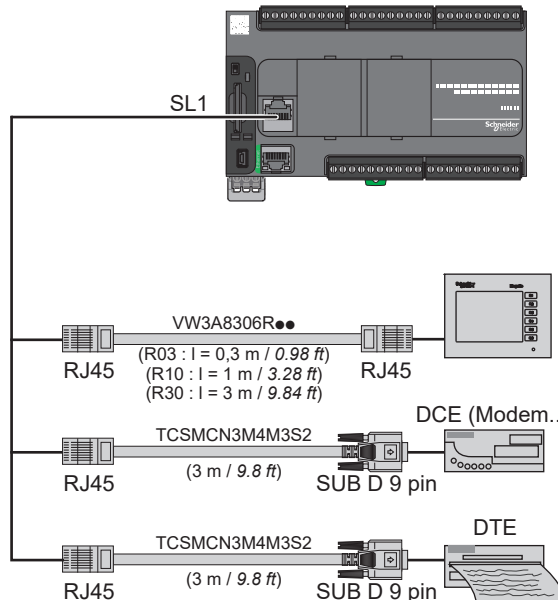 SL1
Schneider
Electric
VW3A8306R●●
(R03 : l = 0,3 m / 0.98 ft)
(R10 : l = 1 m / 3.28 ft)
(R30 : l = 3 m / 9.84 ft)
RJ45
RJ45
DCE (Modem..
TCSMCN3M4M3S2
(3 m / 9.8 ft)
RJ45
SUB D 9 pin
DTE
TCSMCN3M4M3S2
(3 m / 9.8 ft)
RJ45
SUB D 9 pin